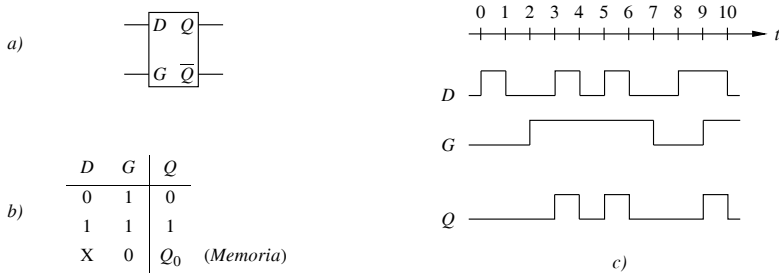 a)
D Q
G Q̅
b)
D G Q
0 1 0
1 1 1
X 0 Q₀ (Memoria)
0 1 2 3 4 5 6 7 8 9 10
t
D
G
Q
c)